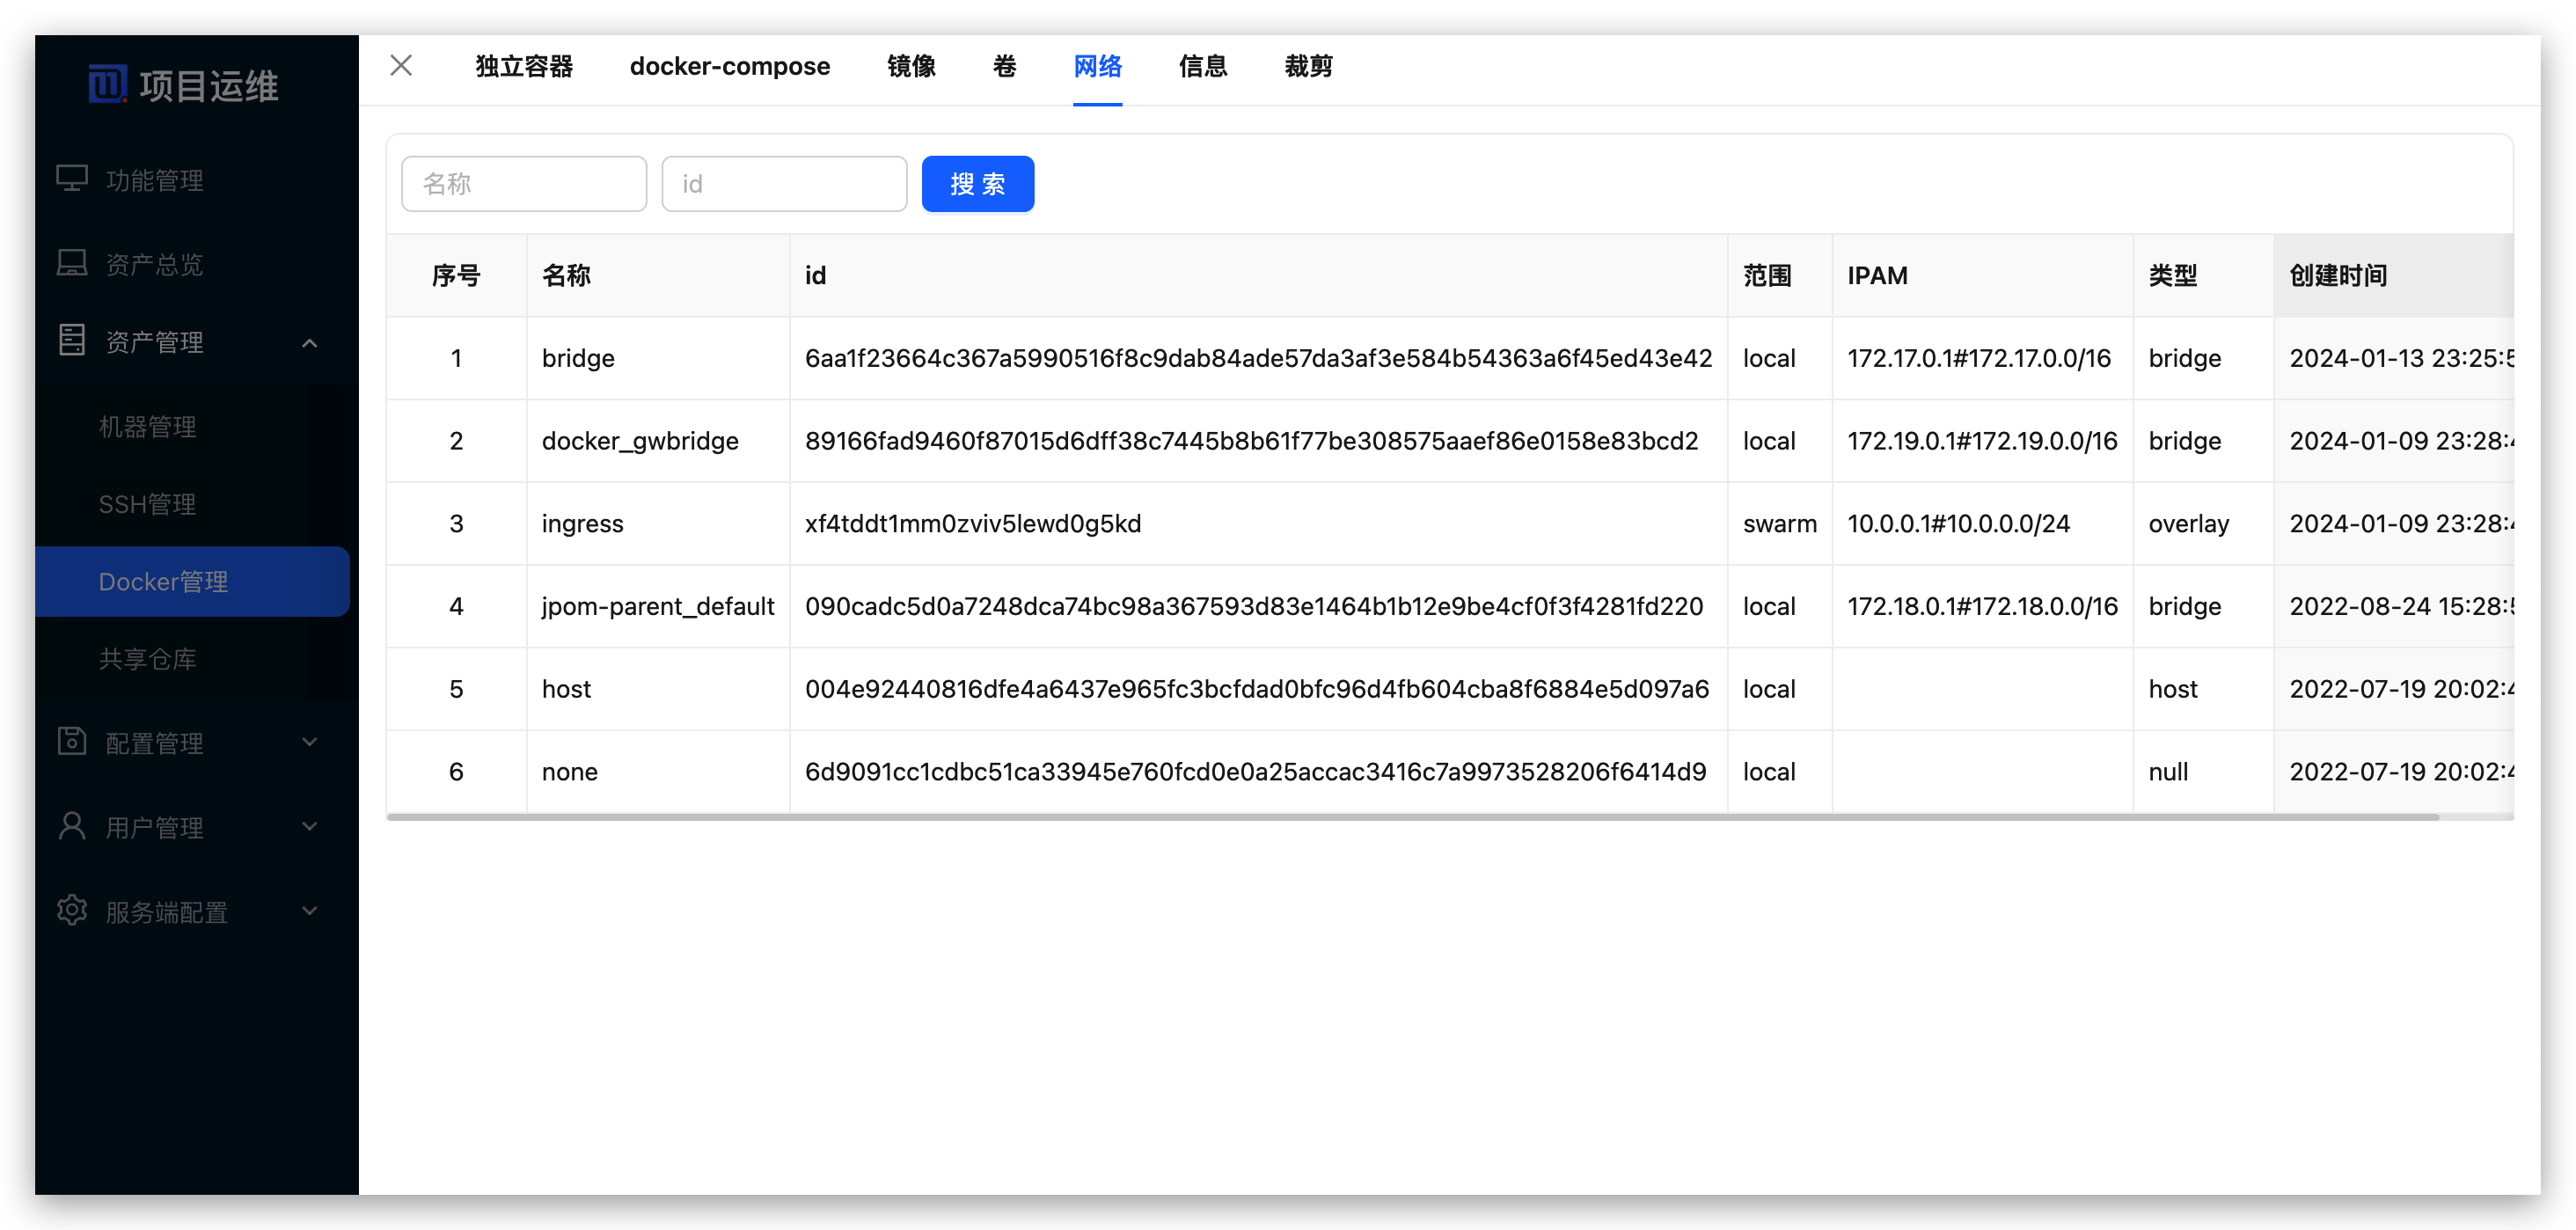 项目运维
功能管理
资产总览
资产管理
机器管理
SSH管理
Docker管理
共享仓库
配置管理
用户管理
服务端配置
独立容器 docker-compose 镜像 卷 网络 信息 裁剪
名称 id 搜 索
序号 名称 id 范围 IPAM 类型 创建时间
1 bridge 6aa1f23664c367a5990516f8c9dab84ade57da3af3e584b54363a6f45ed43e42 local 172.17.0.1#172.17.0.0/16 bridge 2024-01-13 23:25:5
2 docker_gwbridge 89166fad9460f87015d6dff38c7445b8b61f77be308575aaef86e0158e83bcd2 local 172.19.0.1#172.19.0.0/16 bridge 2024-01-09 23:28:4
3 ingress xf4tddt1mm0zviv5lewd0g5kd swarm 10.0.0.1#10.0.0.0/24 overlay 2024-01-09 23:28:4
4 jpom-parent_default 090cadc5d0a7248dca74bc98a367593d83e1464b1b12e9be4cf0f3f4281fd220 local 172.18.0.1#172.18.0.0/16 bridge 2022-08-24 15:28:5
5 host 004e92440816dfe4a6437e965fc3bcfdad0bfc96d4fb604cba8f6884e5d097a6 local host 2022-07-19 20:02:4
6 none 6d9091cc1cdbc51ca33945e760fcd0e0a25accac3416c7a9973528206f6414d9 local null 2022-07-19 20:02:4